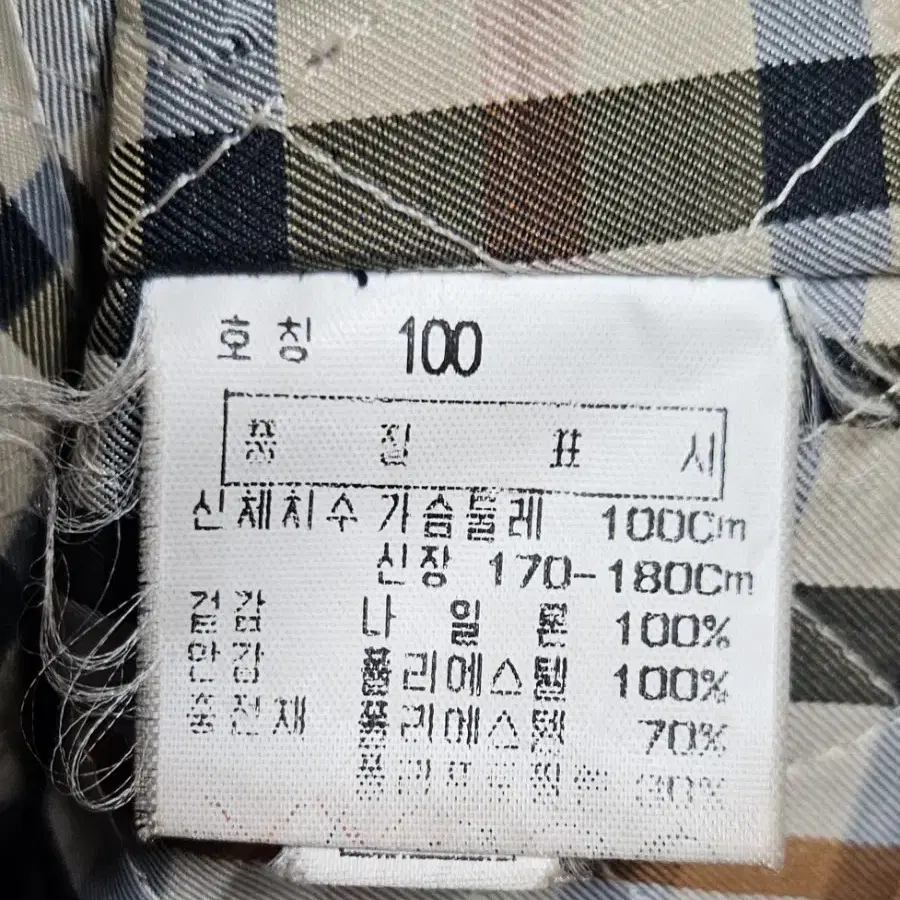 호칭 100
품질표시
신체치수 가슴둘레 100Cm
신장 170-180Cm
겉감 나일론 100%
안감 폴리에스텔 100%
충전재 폴리에스텔 70%
30%